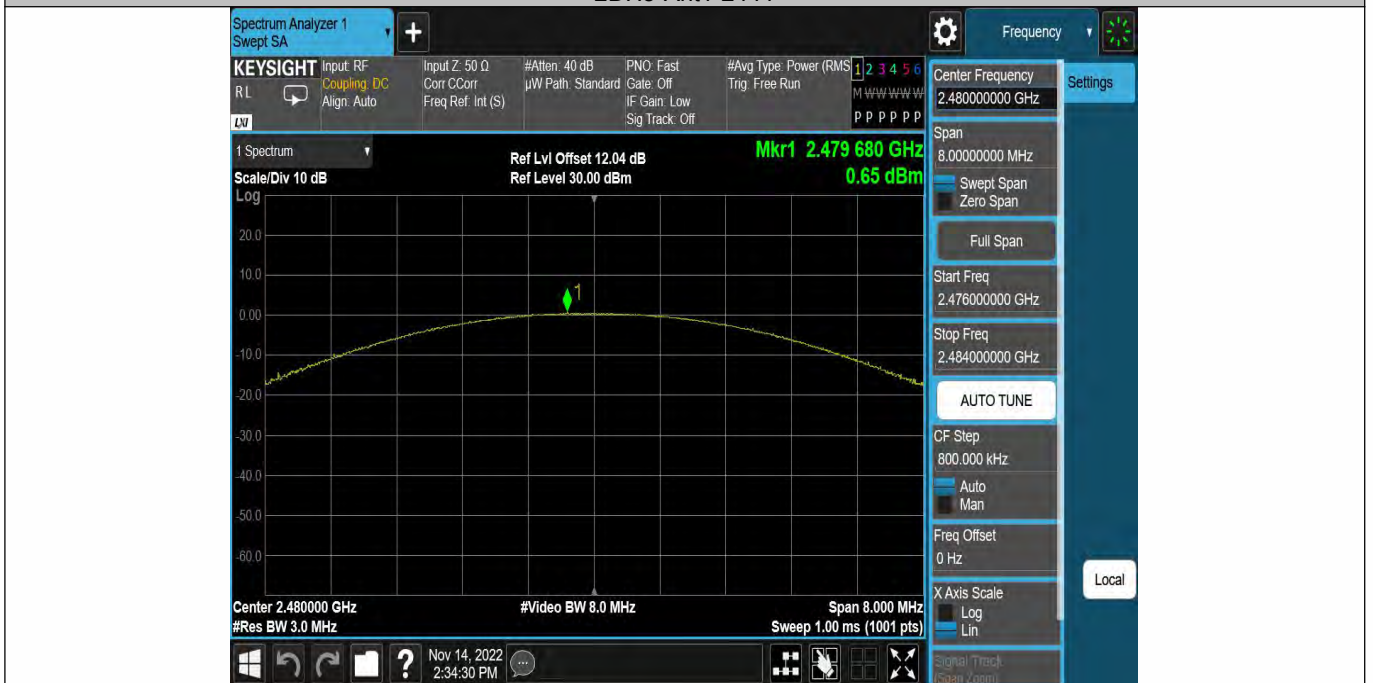 Spectrum Analyzer 1
Swept SA
+
Frequency
KEYSIGHT
RL
LXI
Input: RF
Coupling: DC
Align: Auto
Input Z: 50 Ω
Corr CCorr
Freq Ref: Int (S)
#Atten: 40 dB
µW Path: Standard
PNO: Fast
Gate: Off
IF Gain: Low
Sig Track: Off
#Avg Type: Power (RMS
Trig: Free Run
1 2 3 4 5 6
M W W W W W
P P P P P P
1 Spectrum
Scale/Div 10 dB
Ref Lvl Offset 12.04 dB
Ref Level 30.00 dBm
Mkr1 2.479 680 GHz
0.65 dBm
Log
20.0
10.0
0.00
-10.0
-20.0
-30.0
-40.0
-50.0
-60.0
1
Center 2.480000 GHz
#Res BW 3.0 MHz
#Video BW 8.0 MHz
Span 8.000 MHz
Sweep 1.00 ms (1001 pts)
?
Nov 14, 2022
2:34:30 PM
Center Frequency
2.480000000 GHz
Settings
Span
8.00000000 MHz
Swept Span
Zero Span
Full Span
Start Freq
2.476000000 GHz
Stop Freq
2.484000000 GHz
AUTO TUNE
CF Step
800.000 kHz
Auto
Man
Freq Offset
0 Hz
X Axis Scale
Log
Lin
Signal Track
(Span Zoom)
Local